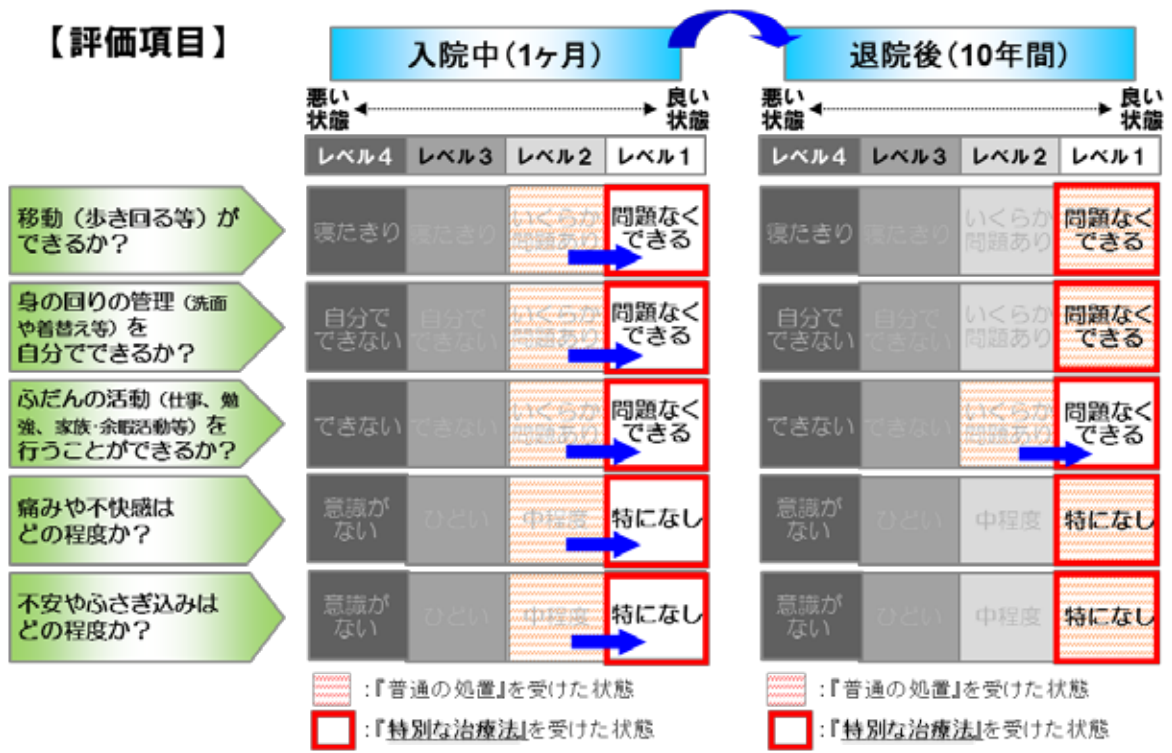 【評価項目】
入院中(1ヶ月)
退院後(10年間)
悪い
状態
良い
状態
悪い
状態
良い
状態
レベル4 レベル3 レベル2 レベル1
レベル4 レベル3 レベル2 レベル1
移動(歩き回る等)が
できるか?
寝たきり
寝たきり
いくらか
問題あり
問題なく
できる
寝たきり
寝たきり
いくらか
問題あり
問題なく
できる
身の回りの管理(洗面
や着替え等)を
自分でできるか?
自分で
できない
自分で
できない
いくらか
問題あり
問題なく
できる
自分で
できない
自分で
できない
いくらか
問題あり
問題なく
できる
ふだんの活動(仕事、勉
強、家族・余暇活動等)を
行うことができるか?
できない
できない
いくらか
問題あり
問題なく
できる
できない
できない
いくらか
問題あり
問題なく
できる
痛みや不快感は
どの程度か?
意識が
ない
ひどい
中程度
特になし
意識が
ない
ひどい
中程度
特になし
不安やふさぎ込みは
どの程度か?
意識が
ない
ひどい
中程度
特になし
意識が
ない
ひどい
中程度
特になし
:『普通の処置』を受けた状態
:『特別な治療法』を受けた状態
:『普通の処置』を受けた状態
:『特別な治療法』を受けた状態